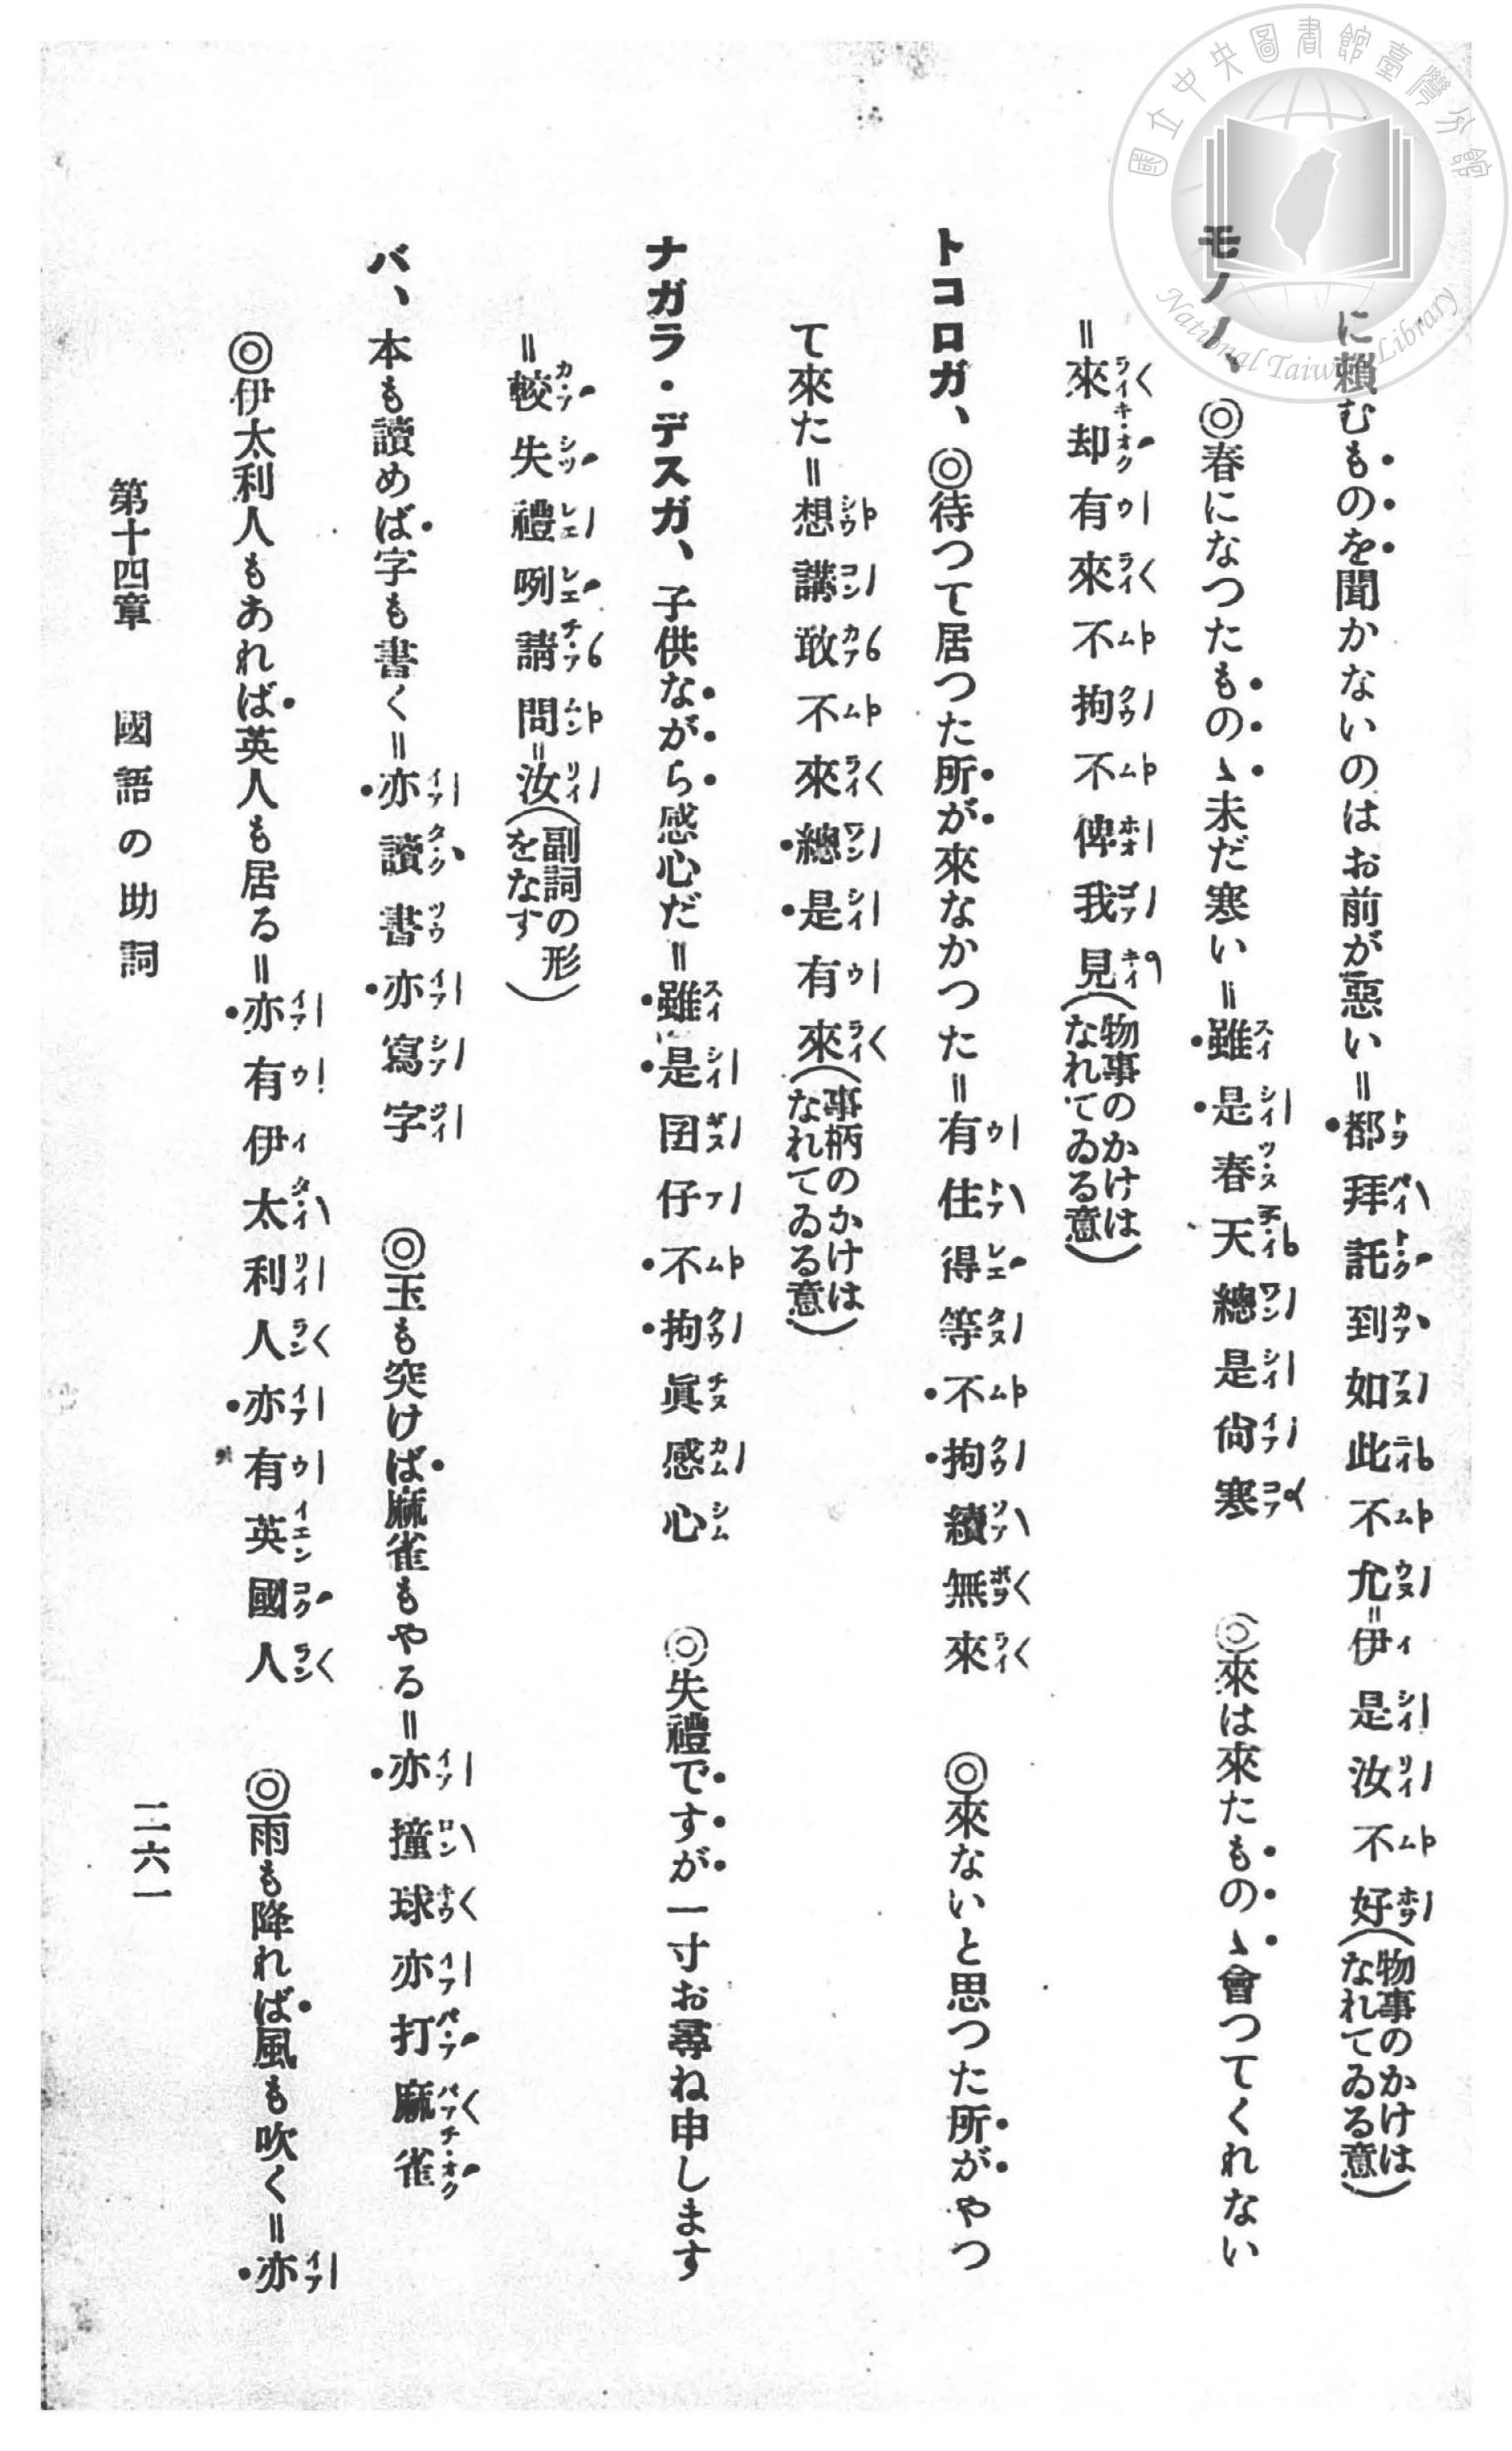 に賴むものを聞かないのはお前が惡い＝都拜託到如此不允＝伊是汝不好（物事のかけはなれてゐる意）
モノノ、◎春になつたものゝ未だ寒い＝雖是春天總是尙寒　◎來は來たものゝ會つてくれない
＝來却有來不拘不俾我見（物事のかけはなれてゐる意）
トコロガ、◎待つて居つた所が來なかつた＝有住得等不拘續無來　◎來ないと思つた所がやつ
て來た＝想講敢不來總是有來（事柄のかけはなれてゐる意）
ナガラ・デスガ、子供ながら感心だ＝雖是囝仔不拘眞感心　◎失禮ですが一寸お尋ね申します
＝較失禮咧請問＝汝（副詞の形をなす）
バ、本も讀めば字も書く＝亦讀書亦寫字　◎玉も突けば麻雀もやる＝亦撞球亦打麻雀
◎伊太利人もあれば英人も居る＝亦有伊太利人亦有英國人　◎雨も降れば風も吹く＝亦
第十四章　國語の助詞
二六一
國立中央圖書館臺灣分館
National Taiwan Library